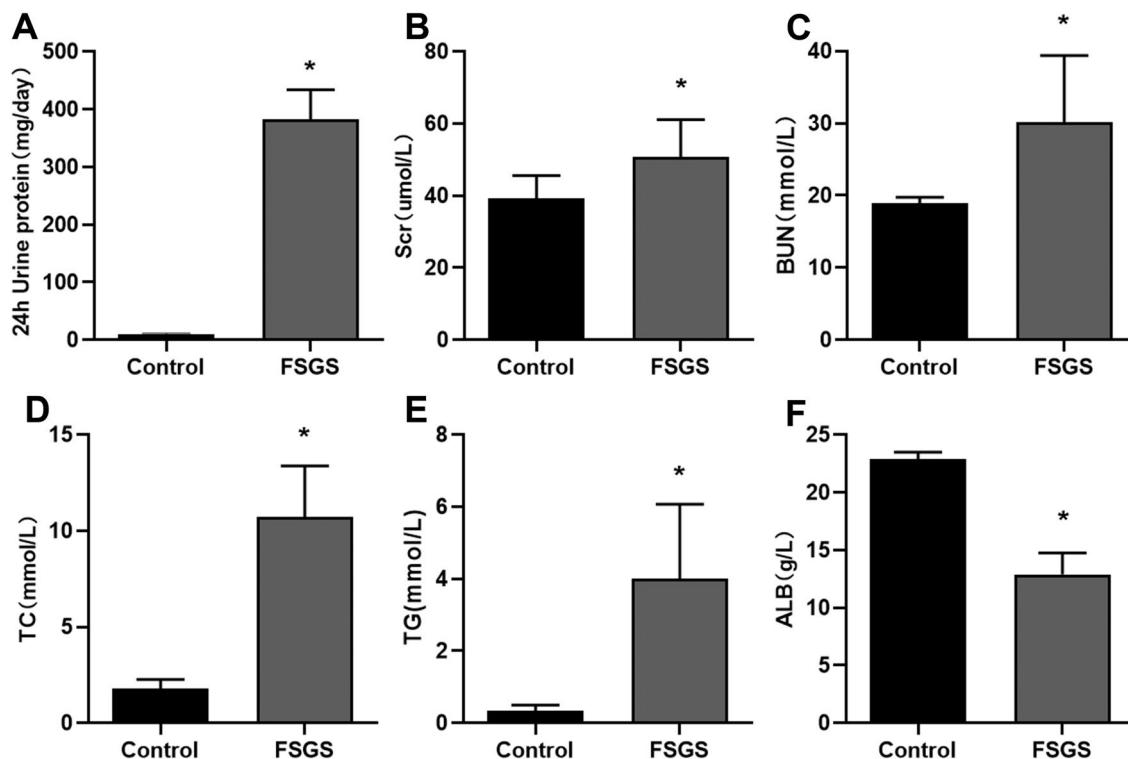 A
24h Urine protein（mg/day）
500
400
300
200
100
0
*
Control
FSGS
B
Scr（umol/L）
80
60
40
20
0
*
Control
FSGS
C
BUN（mmol/L）
40
30
20
10
0
*
Control
FSGS
D
TC（mmol/L）
15
10
5
0
*
Control
FSGS
E
TG(mmol/L)
8
6
4
2
0
*
Control
FSGS
F
ALB（g/L）
25
20
15
10
5
0
*
Control
FSGS